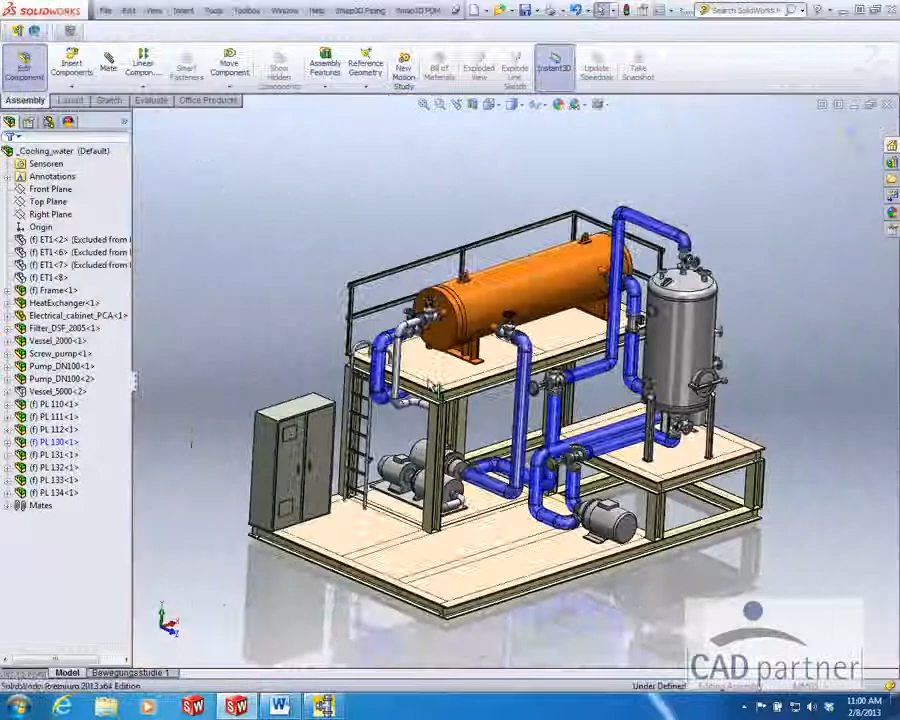 SOLIDWORKS File Edit View Insert Tools Toolbox Window Help Smap3D Piping Smap3D PDM Search SolidWorks H
Edit Component
Insert Components
Mate
Linear Compon...
Smart Fasteners
Move Component
Show Hidden Components
Assembly Features
Reference Geometry
New Motion Study
Bill of Materials
Exploded View
Explode Line Sketch
Instant3D
Update Speedpak
Take Snapshot
Assembly Layout Sketch Evaluate Office Products
_Cooling_water (Default)
Sensoren
Annotations
Front Plane
Top Plane
Right Plane
Origin
(f) ET1<2> (Excluded from
(f) ET1<6> (Excluded from
(f) ET1<7> (Excluded from
(f) ET1<8>
(f) Frame<1>
HeatExchanger<1>
Electrical_cabinet_PCA<1>
Filter_DSF_2005<1>
Vessel_2000<1>
Screw_pump<1>
Pump_DN100<1>
Pump_DN100<2>
Vessel_5000<2>
(f) PL 110<1>
(f) PL 111<1>
(f) PL 112<1>
(f) PL 130<1>
(f) PL 131<1>
(f) PL 132<1>
(f) PL 133<1>
(f) PL 134<1>
Mates
CAD partner
Model Bewegungsstudie 1
SolidWorks Premium 2013 x64 Edition Under Defined Editing Assembly MMGS
11:00 AM
2/8/2013